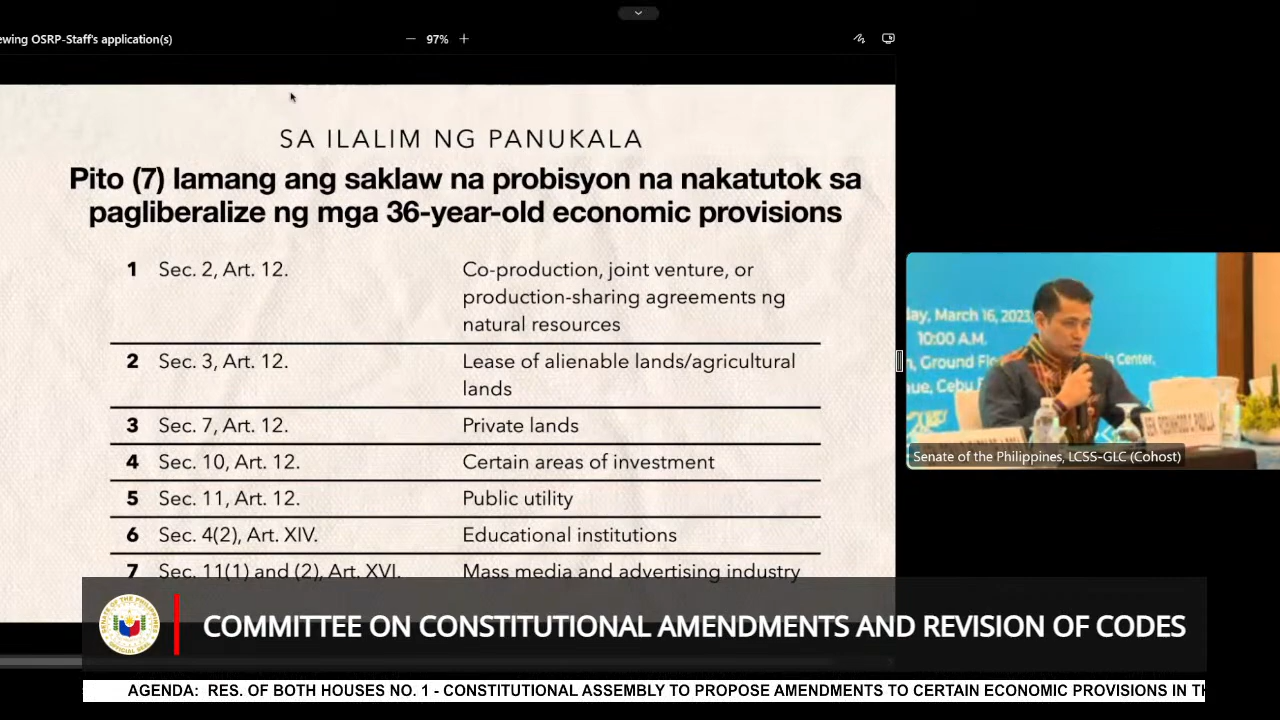 ewing OSRP-Staff's application(s)
97%
SA ILALIM NG PANUKALA
Pito (7) lamang ang saklaw na probisyon na nakatutok sa
pagliberalize ng mga 36-year-old economic provisions
1 Sec. 2, Art. 12. Co-production, joint venture, or
production-sharing agreements ng
natural resources
2 Sec. 3, Art. 12. Lease of alienable lands/agricultural
lands
3 Sec. 7, Art. 12. Private lands
4 Sec. 10, Art. 12. Certain areas of investment
5 Sec. 11, Art. 12. Public utility
6 Sec. 4(2), Art. XIV. Educational institutions
7 Sec. 11(1) and (2), Art. XVI. Mass media and advertising industry
day, March 16, 2023,
10:00 A.M.
Ground Center,
Cebu
Senate of the Philippines, LCSS-GLC (Cohost)
COMMITTEE ON CONSTITUTIONAL AMENDMENTS AND REVISION OF CODES
AGENDA: RES. OF BOTH HOUSES NO. 1 - CONSTITUTIONAL ASSEMBLY TO PROPOSE AMENDMENTS TO CERTAIN ECONOMIC PROVISIONS IN TH